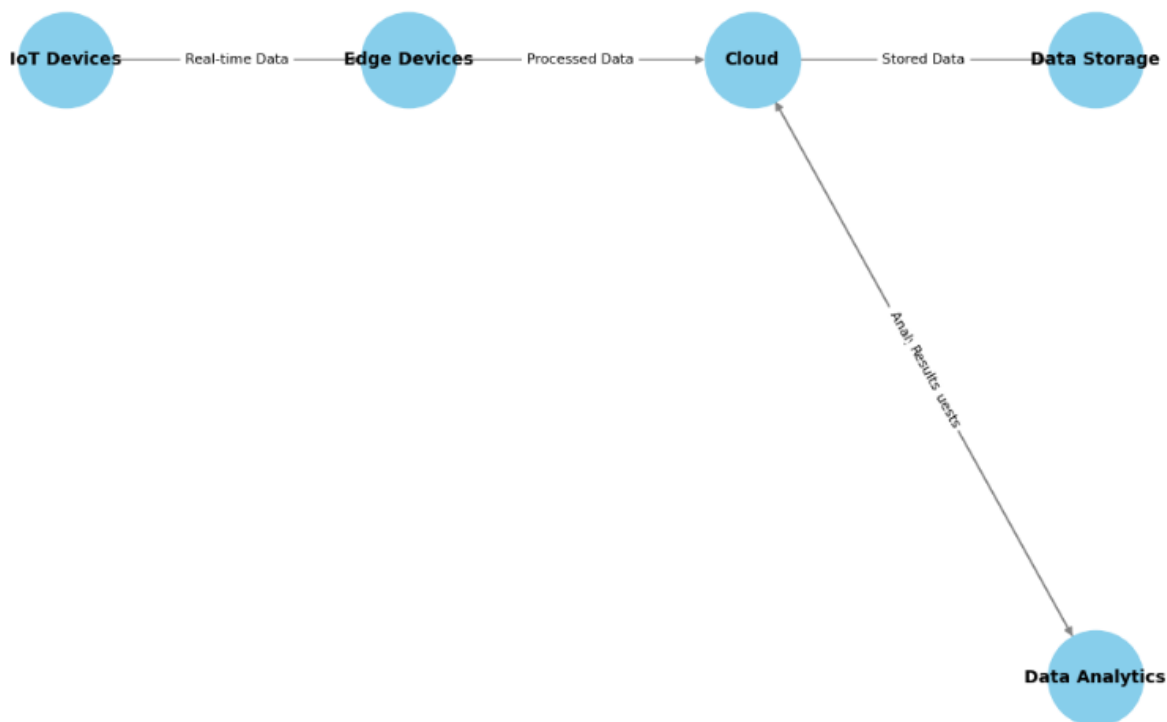 IoT Devices
Real-time Data
Edge Devices
Processed Data
Cloud
Stored Data
Data Storage
Results
Data Analytics